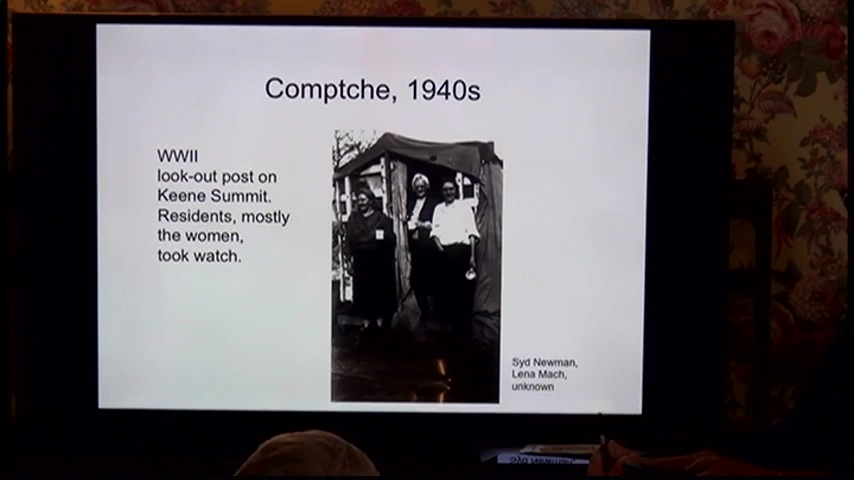 Comptche, 1940s
WWII
look-out post on
Keene Summit.
Residents, mostly
the women,
took watch.
Syd Newman,
Lena Mach,
unknown